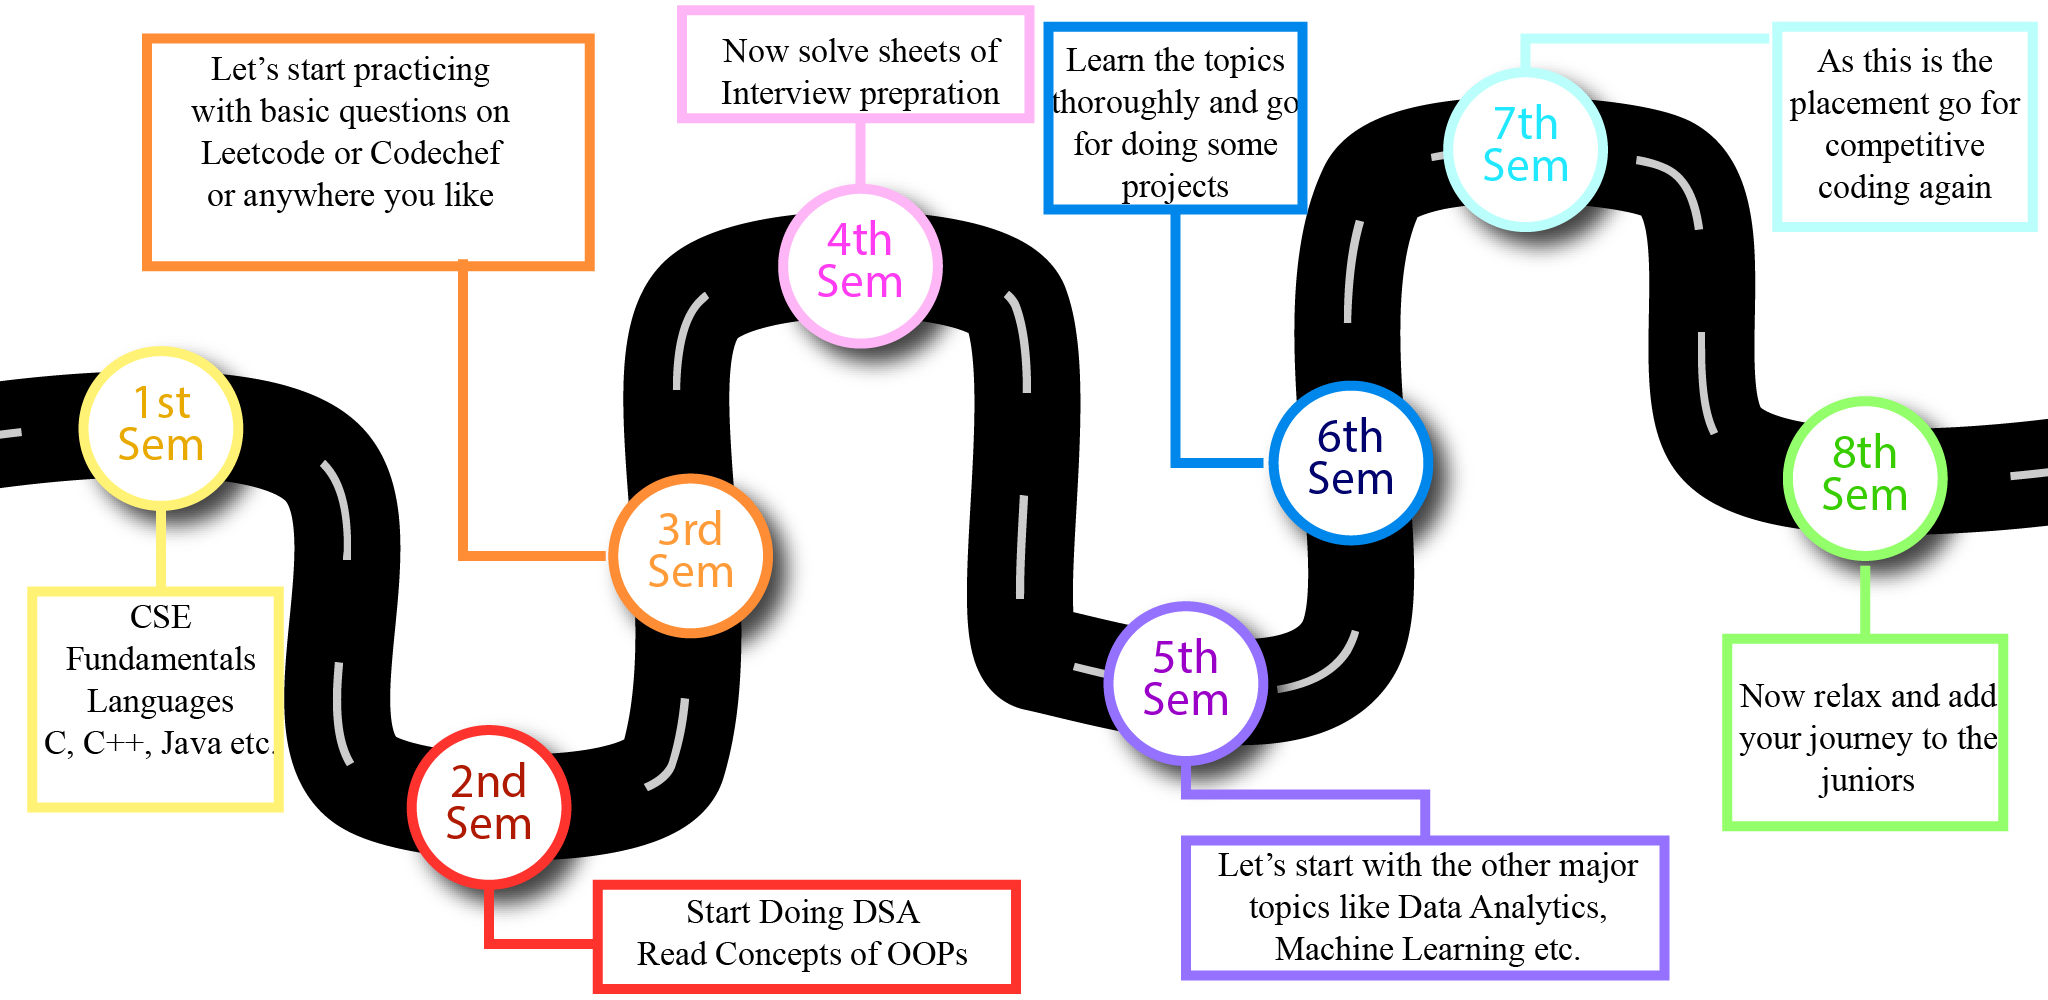 1st
Sem
CSE
Fundamentals
Languages
C, C++, Java etc.
2nd
Sem
Start Doing DSA
Read Concepts of OOPs
Let’s start practicing
with basic questions on
Leetcode or Codechef
or anywhere you like
3rd
Sem
Now solve sheets of
Interview prepration
4th
Sem
5th
Sem
Let’s start with the other major
topics like Data Analytics,
Machine Learning etc.
Learn the topics
thoroughly and go
for doing some
projects
6th
Sem
7th
Sem
As this is the
placement go for
competitive
coding again
8th
Sem
Now relax and add
your journey to the
juniors